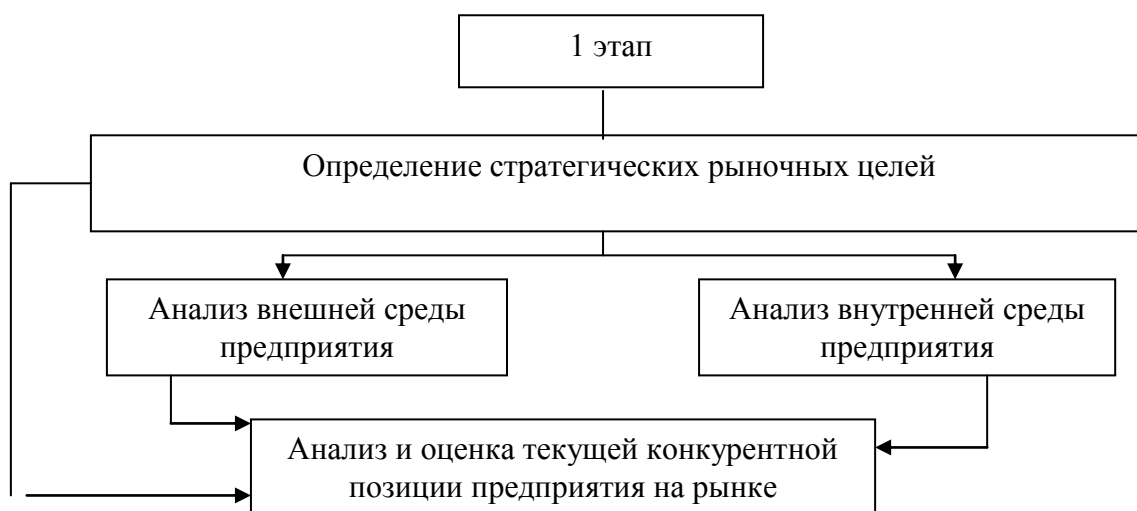 1 этап
Определение стратегических рыночных целей
Анализ внешней среды
предприятия
Анализ внутренней среды
предприятия
Анализ и оценка текущей конкурентной
позиции предприятия на рынке